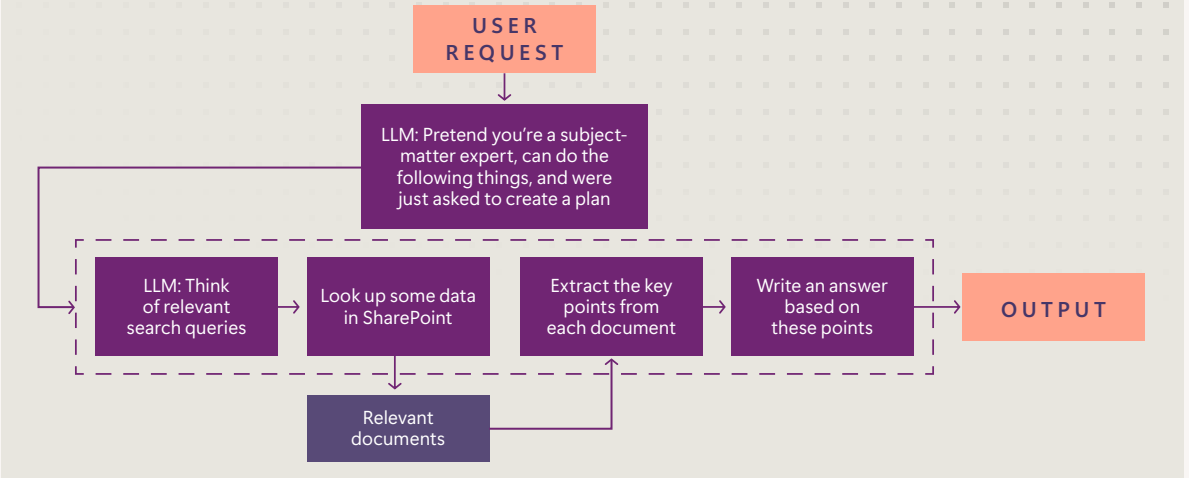 USER
REQUEST
LLM: Pretend you’re a subject-
matter expert, can do the
following things, and were
just asked to create a plan
LLM: Think
of relevant
search queries
Look up some data
in SharePoint
Extract the key
points from
each document
Write an answer
based on
these points
OUTPUT
Relevant
documents